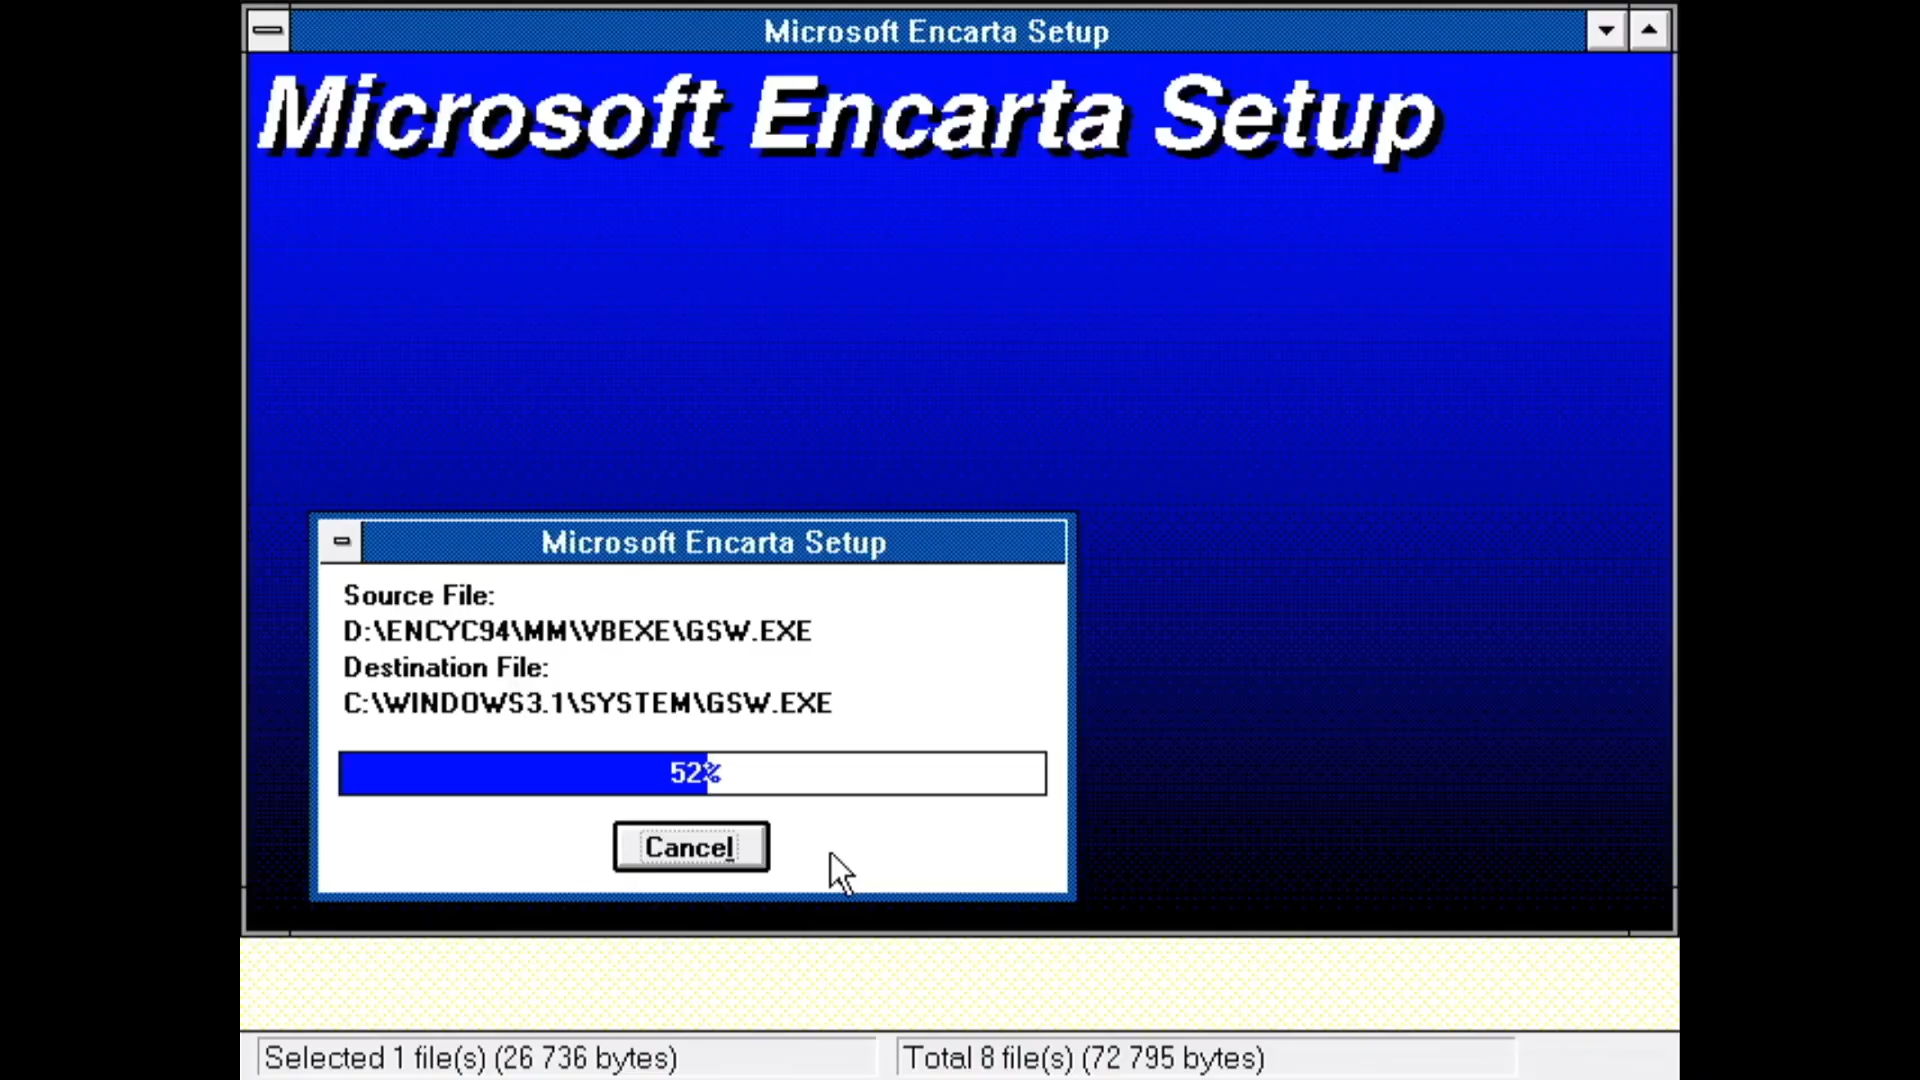 Microsoft Encarta Setup
Microsoft Encarta Setup
Microsoft Encarta Setup
Source File:
D:\ENCYC94\MM\VBEXE\GSW.EXE
Destination File:
C:\WINDOWS3.1\SYSTEM\GSW.EXE
52%
Cancel
Selected 1 file(s) (26 736 bytes)
Total 8 file(s) (72 795 bytes)